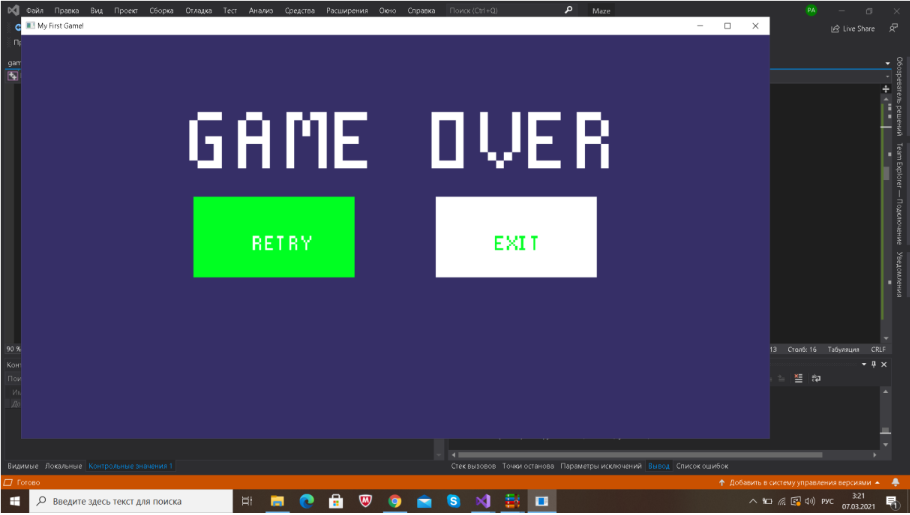 Файл Правка Вид Проект Сборка Отладка Тест Анализ Средства Расширения Окно Справка Поиск (Ctrl+Q) Maze PA
My First Game!
Live Share
GAME OVER
RETRY EXIT
Обозреватель решений
Team Explorer — Подключение
Уведомления
90 % 13 Столб: 16 Табуляция CRLF
Видимые Локальные Контрольные значения 1 Стек вызовов Точки останова Параметры исключений Вывод Список ошибок
Готово Добавить в систему управления версиями
Введите здесь текст для поиска РУС 3:21
07.03.2021